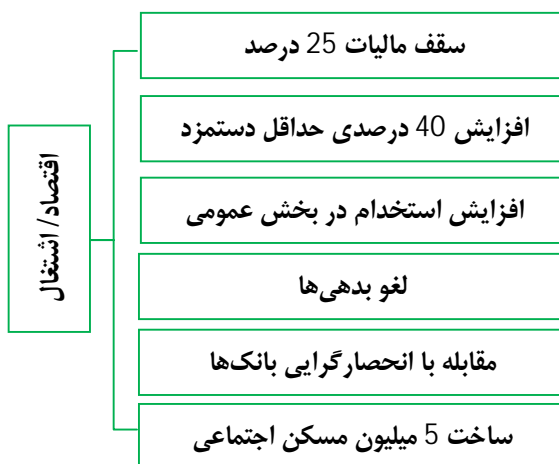 سقف مالیات 25 درصد
افزایش 40 درصدی حداقل دستمزد
افزایش استخدام در بخش عمومی
لغو بدهی‌ها
مقابله با انحصارگرایی بانک‌ها
ساخت 5 میلیون مسکن اجتماعی
اقتصاد/ اشتغال